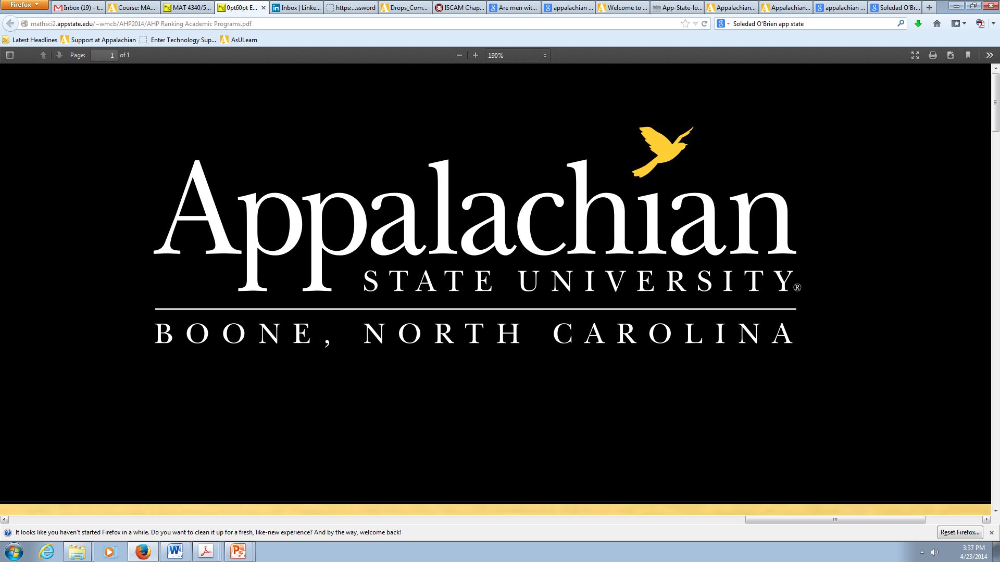 Firefox
Inbox (19) - t...
Course: MA...
MAT 4340/5...
0pt60pt E...
Inbox | Linke...
https:...ssword
Drops_Com...
ISCAM Chap...
Are men wit...
appalachian ...
Welcome to ...
App-State-lo...
Appalachian...
Appalachian...
appalachian ...
Soledad O'Br...
mathsci2.appstate.edu/~wmcb/AHP2014/AHP Ranking Academic Programs.pdf
Soledad O'Brien app state
Latest Headlines
Support at Appalachian
Enter Technology Sup...
AsULearn
Page: 1 of 1
190%
Appalachian
STATE UNIVERSITY®
BOONE, NORTH CAROLINA
It looks like you haven't started Firefox in a while. Do you want to clean it up for a fresh, like-new experience? And by the way, welcome back!
Reset Firefox...
3:37 PM
4/23/2014